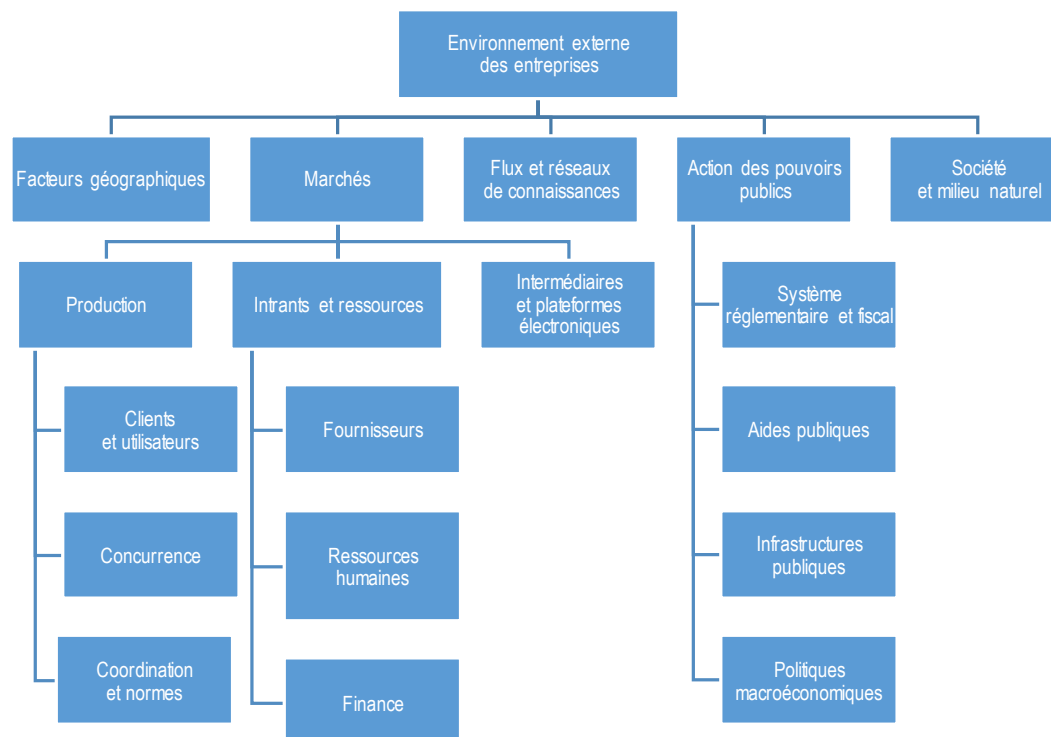 Environnement externe
des entreprises
Facteurs géographiques
Marchés
Flux et réseaux
de connaissances
Action des pouvoirs
publics
Société
et milieu naturel
Production
Intrants et ressources
Intermédiaires
et plateformes
électroniques
Système
réglementaire et fiscal
Clients
et utilisateurs
Fournisseurs
Aides publiques
Concurrence
Ressources
humaines
Infrastructures
publiques
Coordination
et normes
Finance
Politiques
macroéconomiques